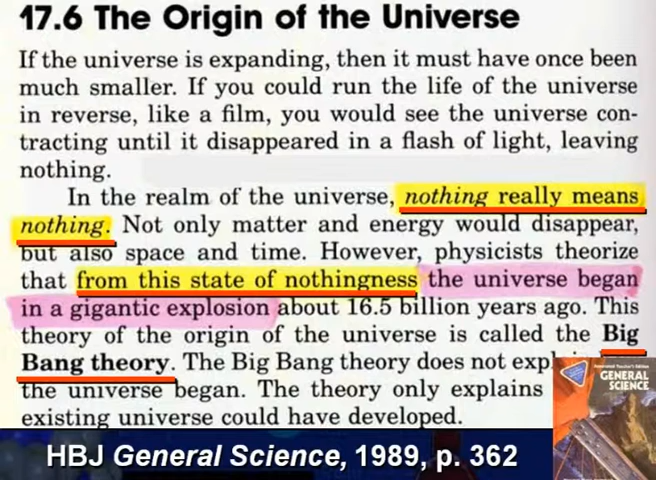 17.6 The Origin of the Universe
If the universe is expanding, then it must have once been
much smaller. If you could run the life of the universe
in reverse, like a film, you would see the universe con-
tracting until it disappeared in a flash of light, leaving
nothing.
In the realm of the universe, nothing really means
nothing. Not only matter and energy would disappear,
but also space and time. However, physicists theorize
that from this state of nothingness the universe began
in a gigantic explosion about 16.5 billion years ago. This
theory of the origin of the universe is called the Big
Bang theory. The Big Bang theory does not expl
the universe began. The theory only explains
existing universe could have developed.
Annotated Teacher's Edition
GENERAL
SCIENCE
HBJ General Science, 1989, p. 362